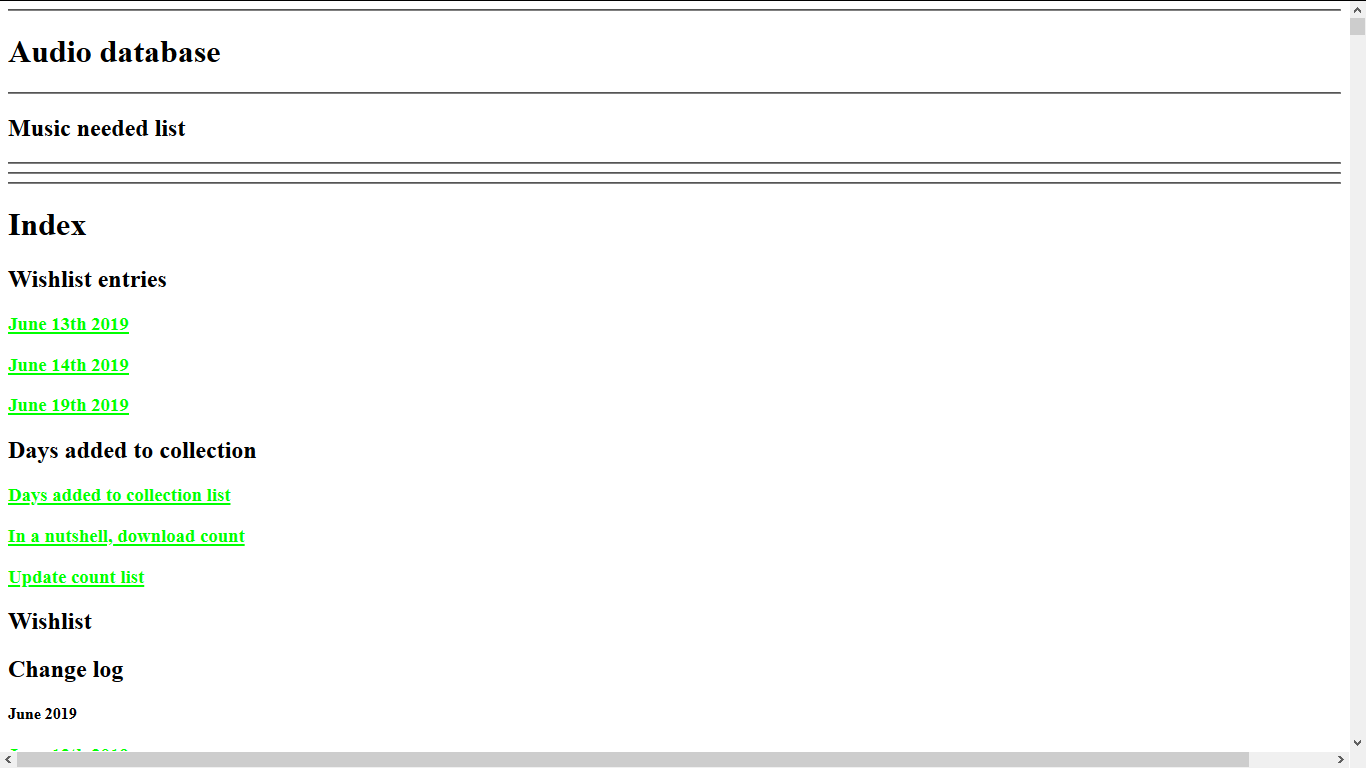 Audio database
Music needed list
Index
Wishlist entries
June 13th 2019
June 14th 2019
June 19th 2019
Days added to collection
Days added to collection list
In a nutshell, download count
Update count list
Wishlist
Change log
June 2019